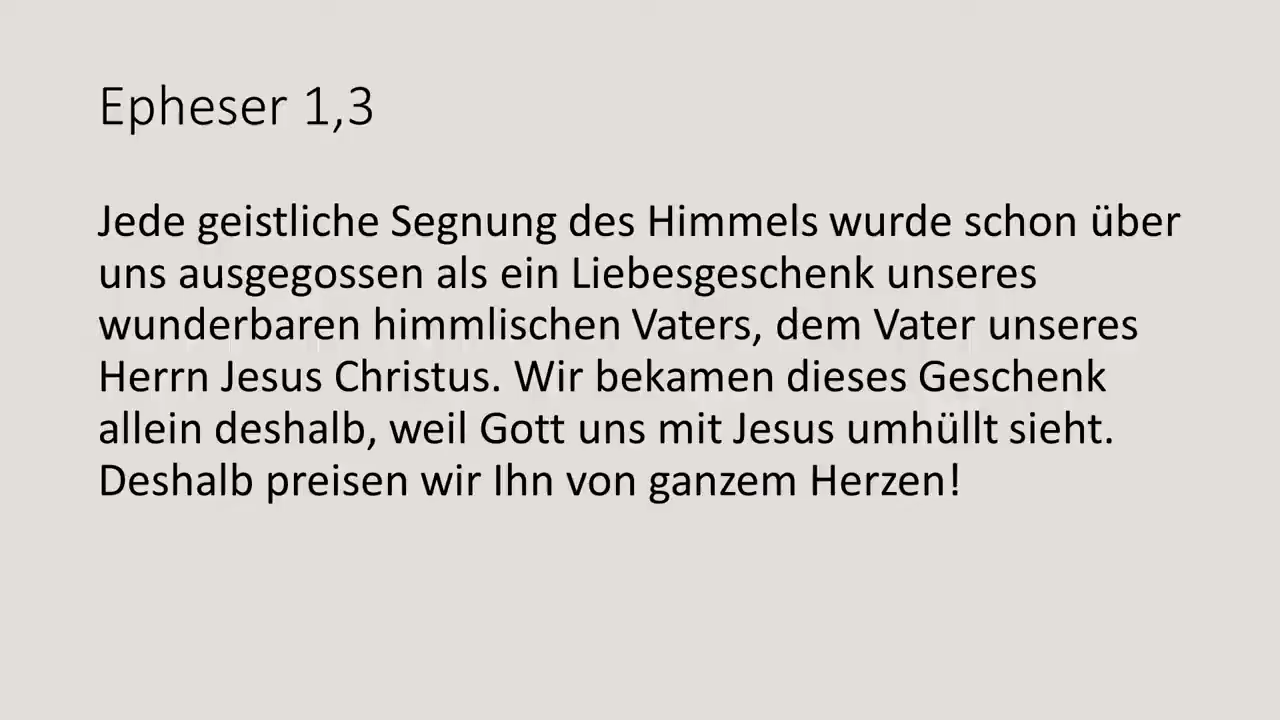 Epheser 1,3
Jede geistliche Segnung des Himmels wurde schon über
uns ausgegossen als ein Liebesgeschenk unseres
wunderbaren himmlischen Vaters, dem Vater unseres
Herrn Jesus Christus. Wir bekamen dieses Geschenk
allein deshalb, weil Gott uns mit Jesus umhüllt sieht.
Deshalb preisen wir Ihn von ganzem Herzen!